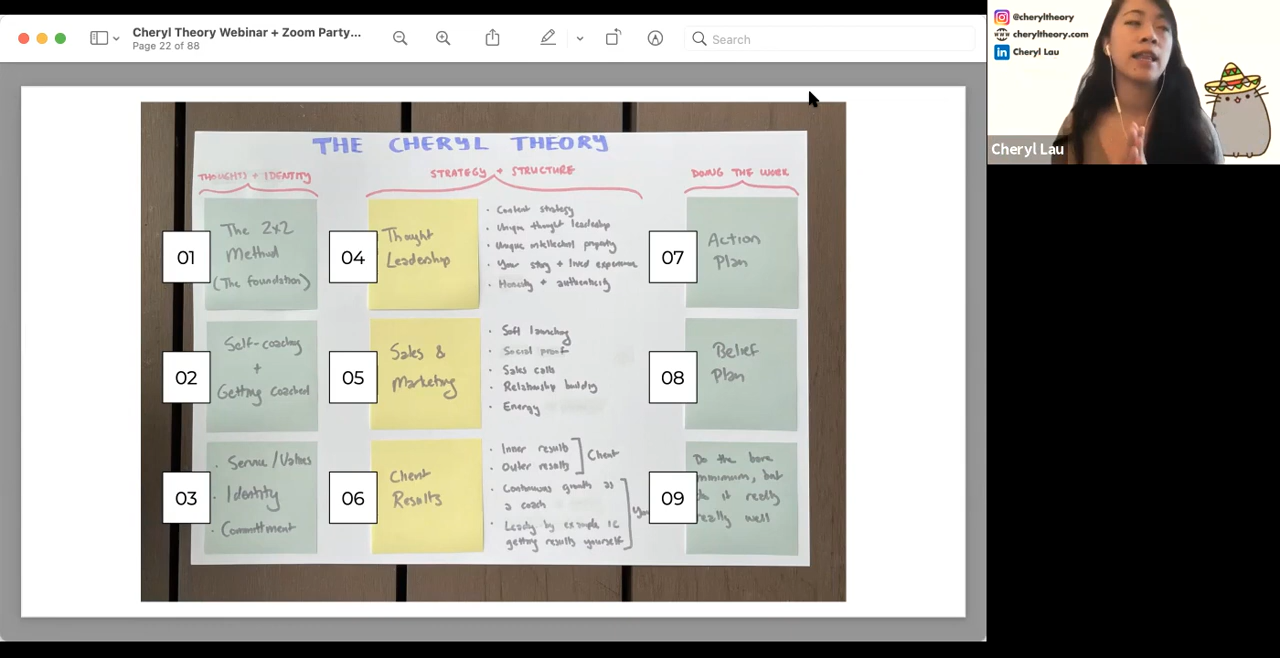 Cheryl Theory Webinar + Zoom Party...
Page 22 of 88
Search
@cheryltheory
cheryltheory.com
in Cheryl Lau
Cheryl Lau
THE CHERYL THEORY
THOUGHTS + IDENTITY
01
The 2x2
Method
(The foundation)
02
Self-coaching
+
Getting coached
03
· Service/Values
· Identity
· Committment
STRATEGY + STRUCTURE
04
Thought
Leadership
· Content strategy
· Unique thought leadership
· Unique intellectual property
· Your story + lived experience
· Honesty + authenticity
05
Sales &
Marketing
· Soft launching
· Social proof
· Sales calls
· Relationship building
· Energy
06
Client
Results
· Inner results
· Outer results
Client
· Continuous growth as
a coach
· Leading by example ie
getting results yourself
DOING THE WORK
07
Action
Plan
08
Belief
Plan
09
Do the bare
minimum, but
do it really
really well